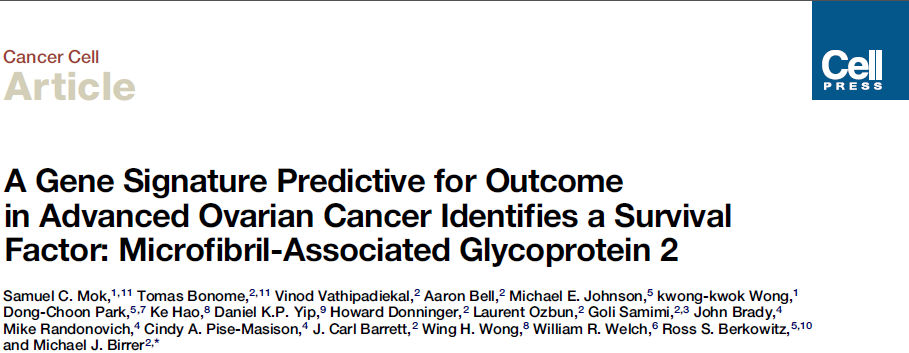 Cancer Cell
Article
Cell
PRESS
A Gene Signature Predictive for Outcome
in Advanced Ovarian Cancer Identifies a Survival
Factor: Microfibril-Associated Glycoprotein 2
Samuel C. Mok,1,11 Tomas Bonome,2,11 Vinod Vathipadiekal,2 Aaron Bell,2 Michael E. Johnson,5 kwong-kwok Wong,1
Dong-Choon Park,5,7 Ke Hao,8 Daniel K.P. Yip,9 Howard Donninger,2 Laurent Ozbun,2 Goli Samimi,2,3 John Brady,4
Mike Randonovich,4 Cindy A. Pise-Masison,4 J. Carl Barrett,2 Wing H. Wong,8 William R. Welch,6 Ross S. Berkowitz,5,10
and Michael J. Birrer2,*